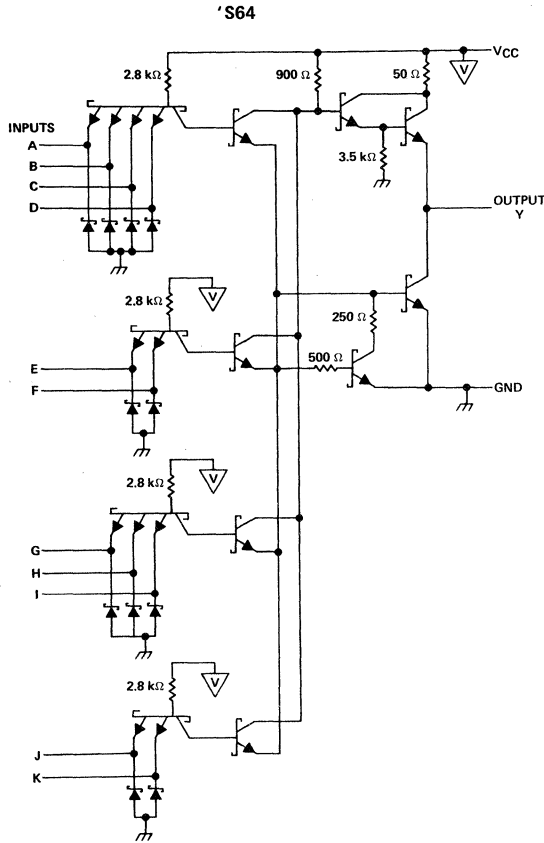 'S64
VCC
2.8 kΩ
900 Ω
50 Ω
V
INPUTS
A
B
C
D
3.5 kΩ
OUTPUT
Y
2.8 kΩ
V
250 Ω
500 Ω
E
F
GND
2.8 kΩ
V
G
H
I
2.8 kΩ
V
J
K